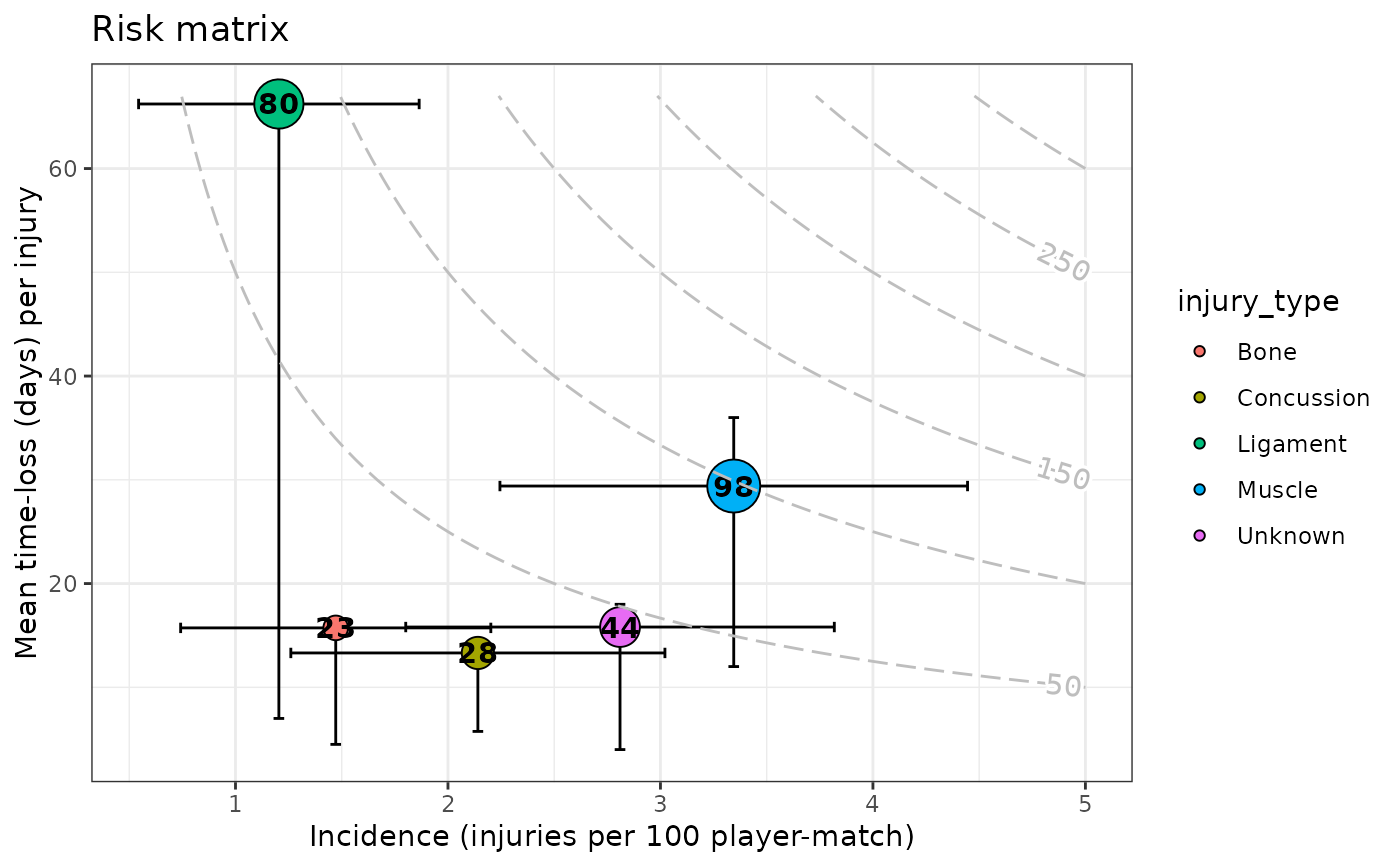 Risk matrix
Mean time-loss (days) per injury
60
40
20
80
98
23
28
44
250
150
50
1 2 3 4 5
Incidence (injuries per 100 player-match)
injury_type
Bone
Concussion
Ligament
Muscle
Unknown